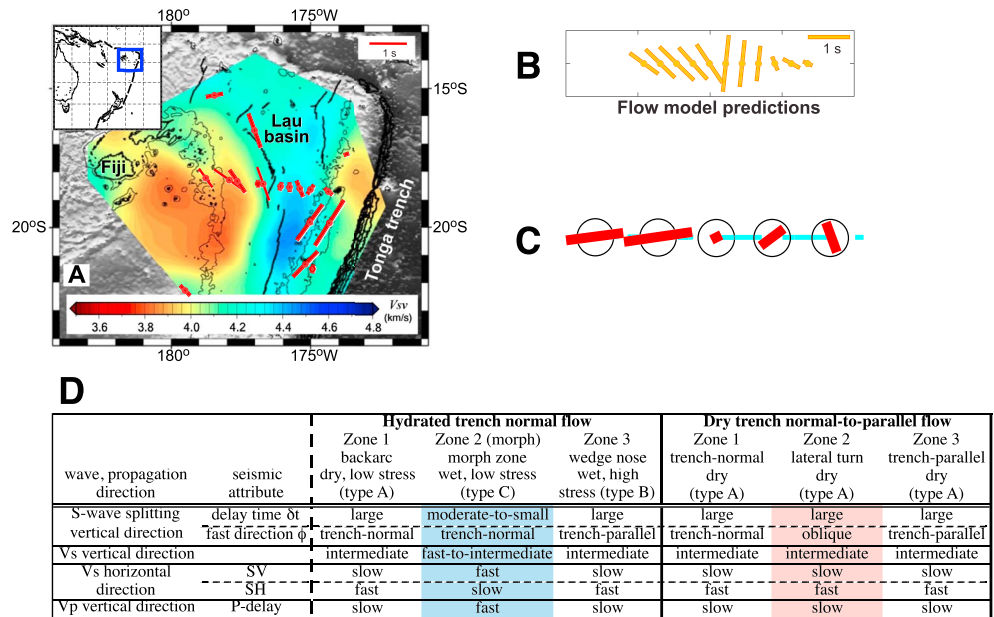 180º 175ºW
1 s
15ºS
Lau
basin
Fiji
20ºS
Tonga trench
A
Vsv
(km/s)
3.6 3.8 4.0 4.2 4.4 4.6 4.8
180º 175ºW
B
1 s
Flow model predictions
C
D
Hydrated trench normal flow Dry trench normal-to-parallel flow
Zone 1 Zone 2 (morph) Zone 3 Zone 1 Zone 2 Zone 3
backarc morph zone wedge nose trench-normal lateral turn trench-parallel
wave, propagation seismic dry, low stress wet, low stress wet, high dry dry dry
direction attribute (type A) (type C) stress (type B) (type A) (type A) (type A)
S-wave splitting delay time δt large moderate-to-small large large large large
vertical direction fast direction ϕ trench-normal trench-normal trench-parallel trench-normal oblique trench-parallel
Vs vertical direction intermediate fast-to-intermediate intermediate intermediate intermediate intermediate
Vs horizontal SV slow fast slow slow slow slow
direction SH fast slow fast fast fast fast
Vp vertical direction P-delay slow fast slow slow slow slow